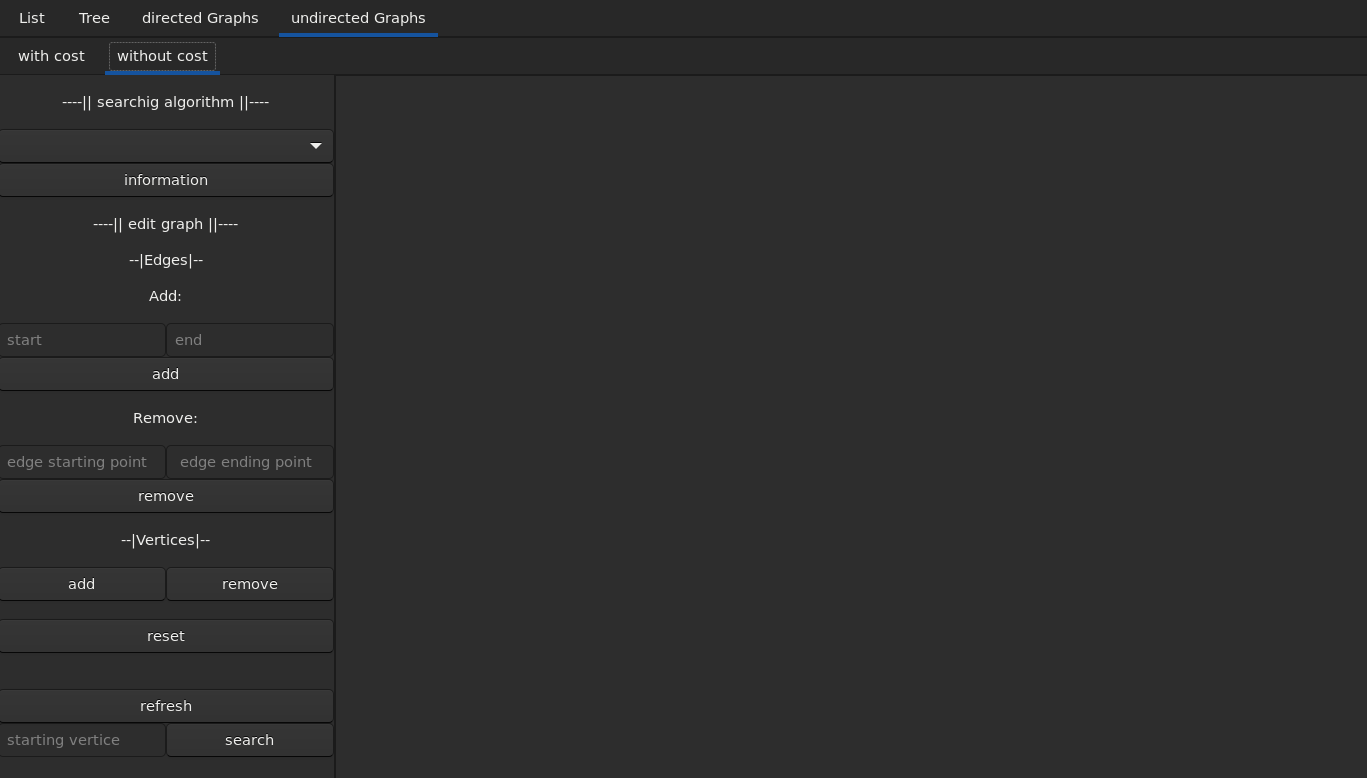 List Tree directed Graphs undirected Graphs
with cost without cost
----|| searchig algorithm ||----
information
----|| edit graph ||----
--|Edges|--
Add:
start end
add
Remove:
edge starting point edge ending point
remove
--|Vertices|--
add remove
reset
refresh
starting vertice search